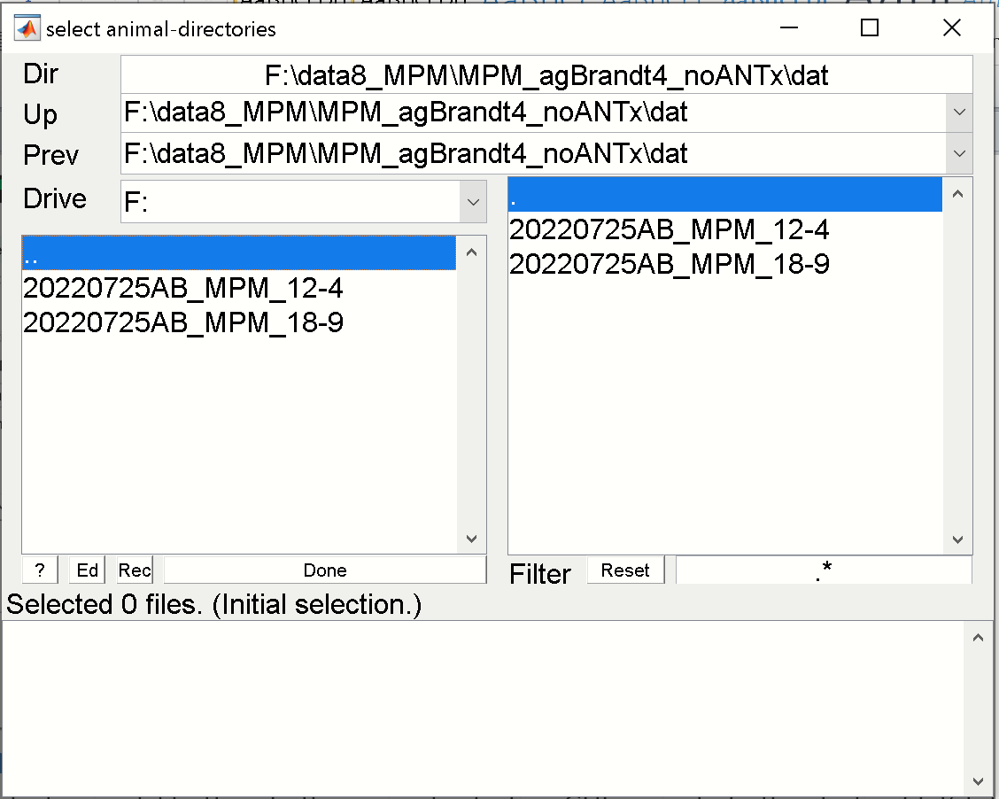 select animal-directories
Dir
F:\data8_MPM\MPM_agBrandt4_noANTx\dat
Up
F:\data8_MPM\MPM_agBrandt4_noANTx\dat
Prev
F:\data8_MPM\MPM_agBrandt4_noANTx\dat
Drive
F:
..
20220725AB_MPM_12-4
20220725AB_MPM_18-9
.
20220725AB_MPM_12-4
20220725AB_MPM_18-9
? Ed Rec Done
Filter Reset .*
Selected 0 files. (Initial selection.)